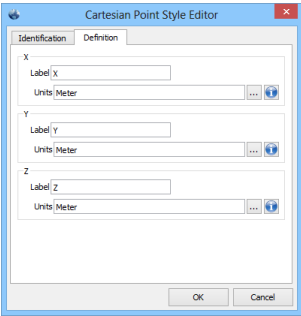 Cartesian Point Style Editor
Identification Definition
X
Label X
Units Meter ...
Y
Label Y
Units Meter ...
Z
Label Z
Units Meter ...
OK Cancel